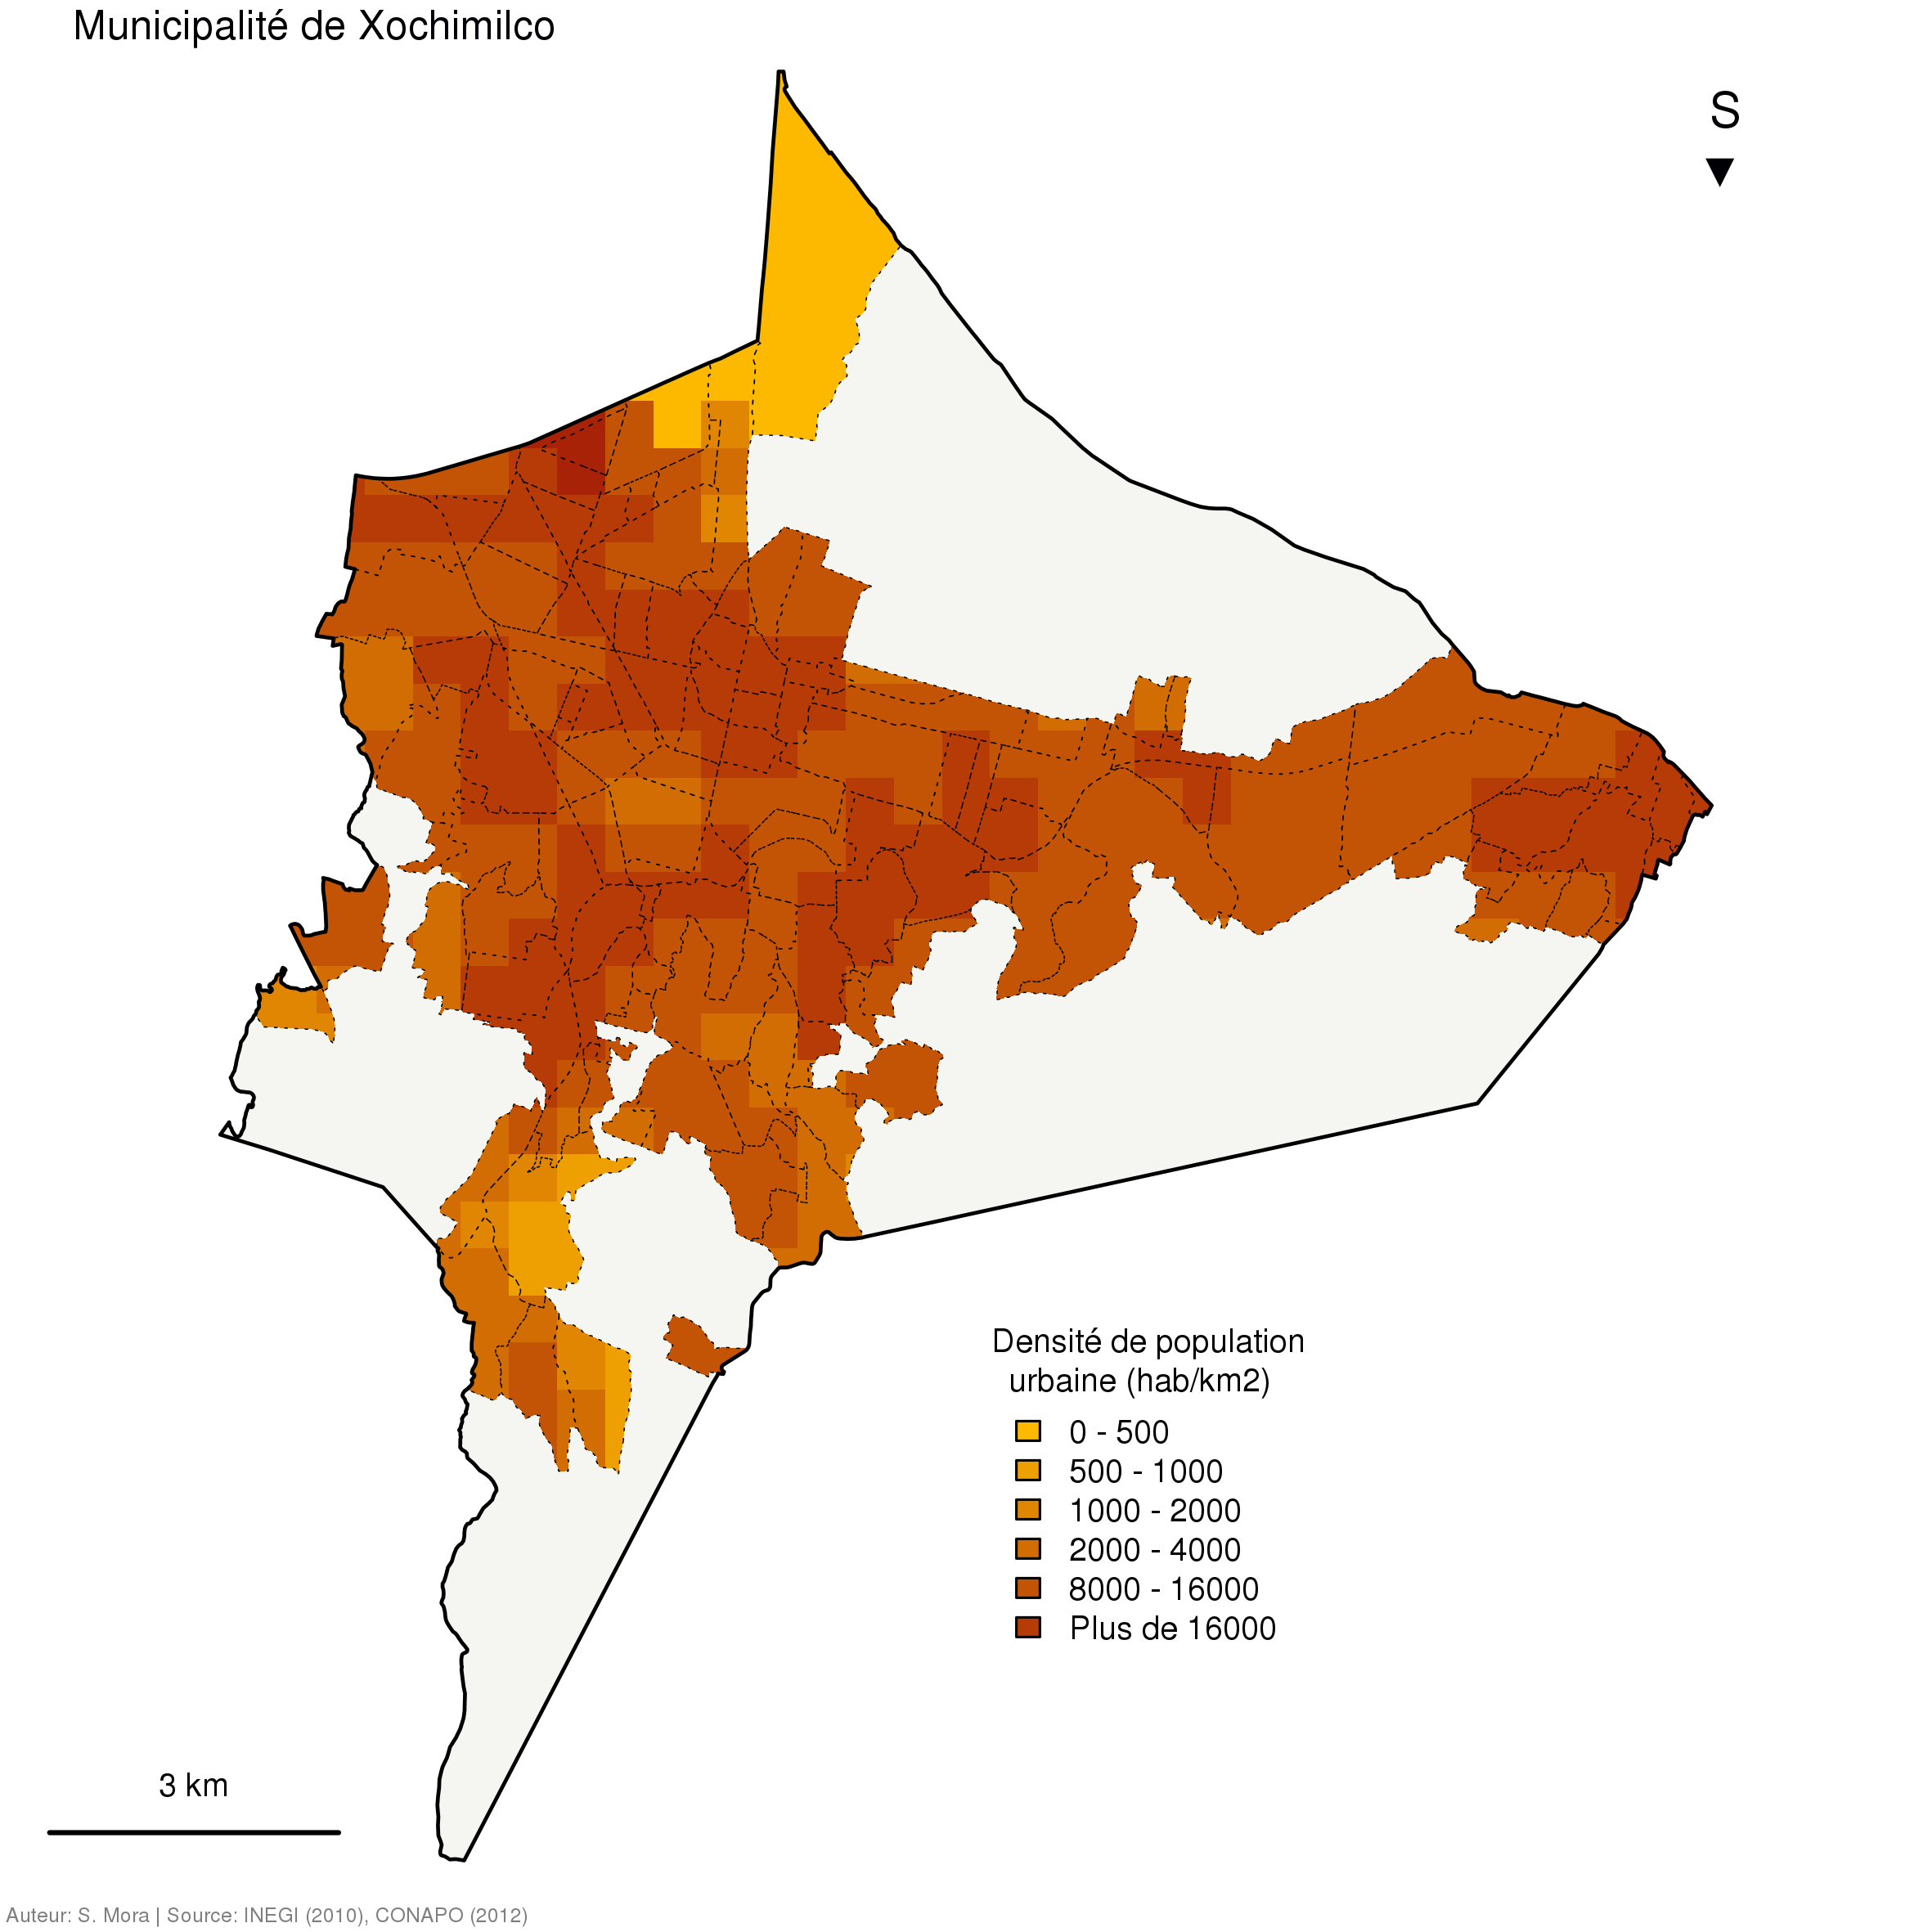 Municipalité de Xochimilco
S
Densité de population
urbaine (hab/km2)
0 - 500
500 - 1000
1000 - 2000
2000 - 4000
8000 - 16000
Plus de 16000
3 km
Auteur: S. Mora | Source: INEGI (2010), CONAPO (2012)